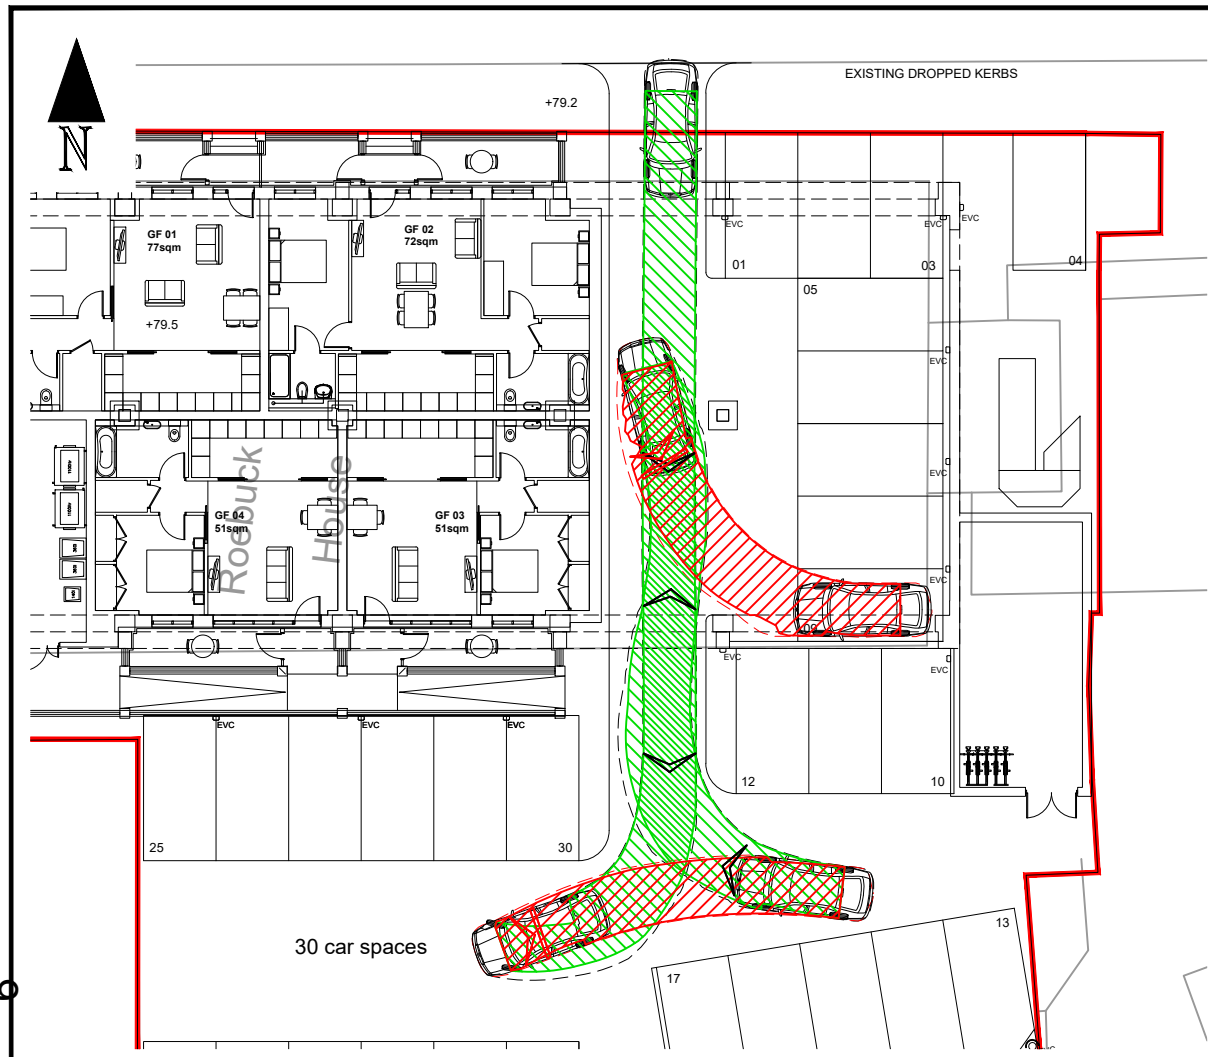 EXISTING DROPPED KERBS
+79.2
N
GF 01
77sqm
GF 02
72sqm
EVC
EVC
EVC
01
03
04
05
+79.5
EVC
Roebuck
House
EVC
GF 04
51sqm
GF 03
51sqm
EVC
09
EVC
EVC
EVC
EVC
EVC
12
10
25
30
13
30 car spaces
17